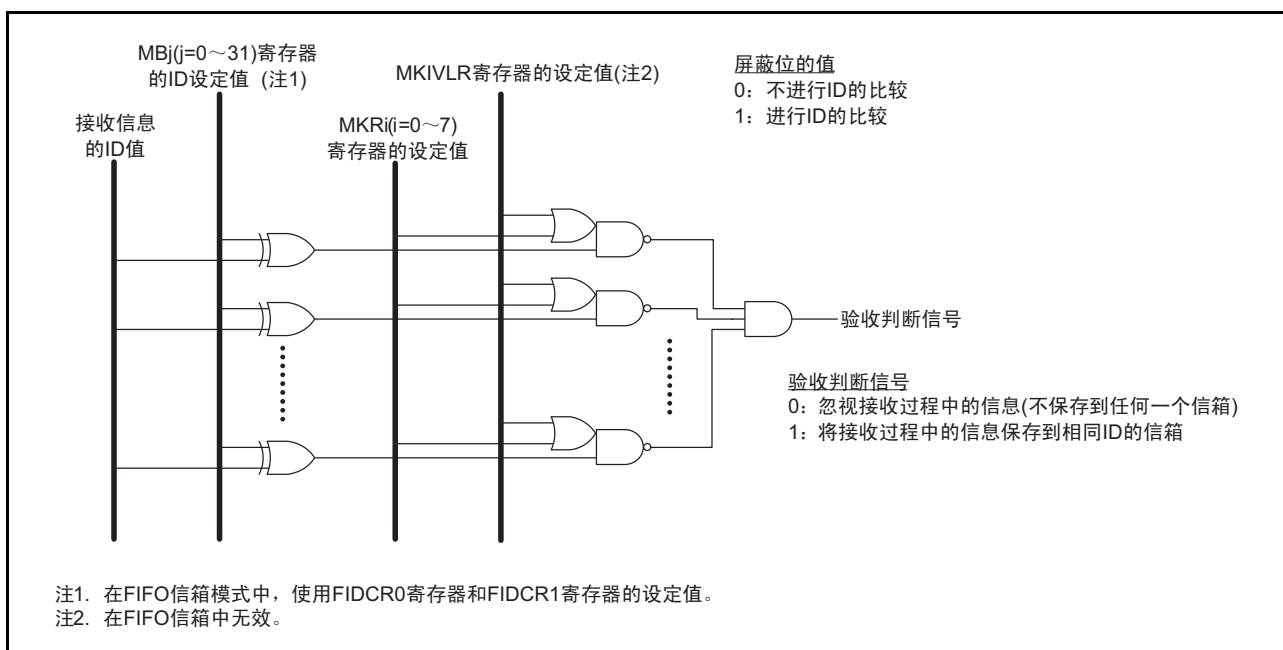 MBj(j=0～31)寄存器
的ID设定值 (注1)
MKIVLR寄存器的设定值(注2)
屏蔽位的值
0：不进行ID的比较
1：进行ID的比较
接收信息
的ID值
MKRi(i=0～7)
寄存器的设定值
验收判断信号
验收判断信号
0：忽视接收过程中的信息(不保存到任何一个信箱)
1：将接收过程中的信息保存到相同ID的信箱
注1. 在FIFO信箱模式中，使用FIDCR0寄存器和FIDCR1寄存器的设定值。
注2. 在FIFO信箱中无效。